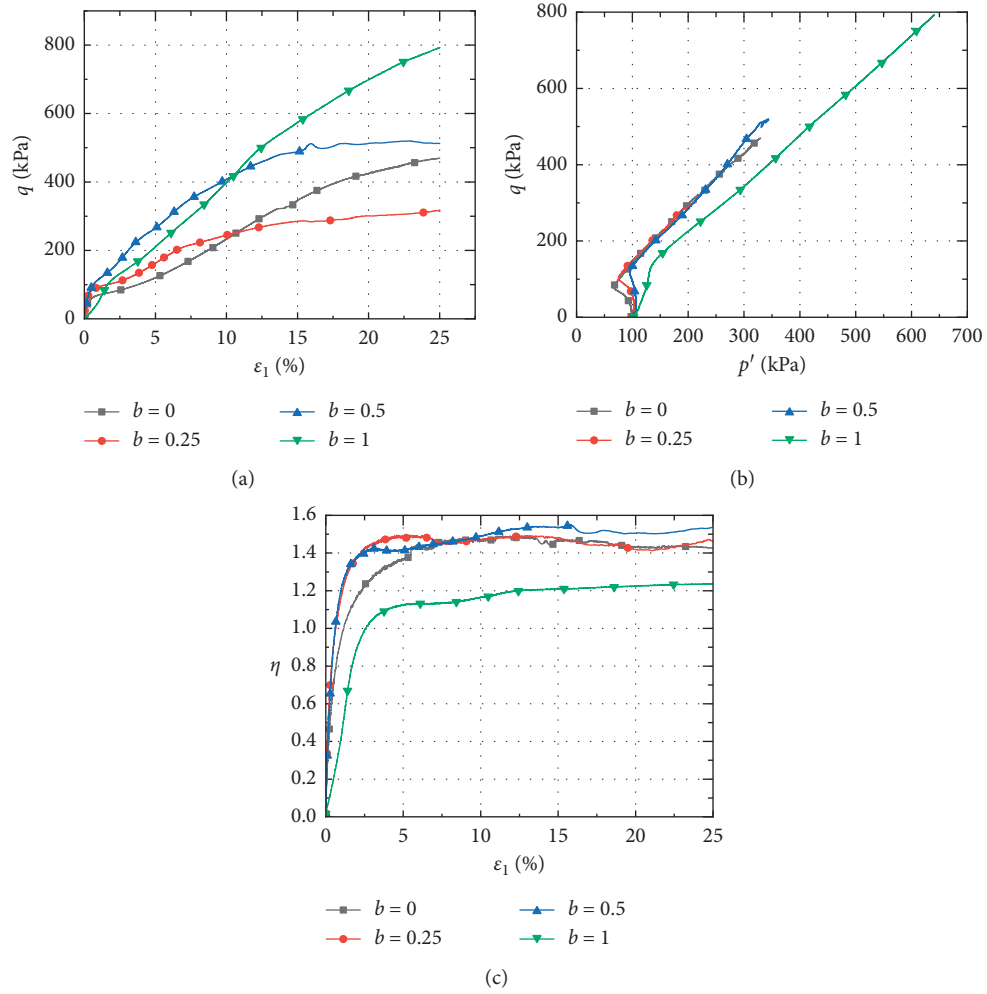 800
600
400
200
0
q (kPa)
0 5 10 15 20 25
ε₁ (%)
b = 0 b = 0.5
b = 0.25 b = 1
(a)
800
600
400
200
0
q (kPa)
0 100 200 300 400 500 600 700
p′ (kPa)
b = 0 b = 0.5
b = 0.25 b = 1
(b)
1.6
1.4
1.2
1.0
0.8
0.6
0.4
0.2
0.0
η
0 5 10 15 20 25
ε₁ (%)
b = 0 b = 0.5
b = 0.25 b = 1
(c)